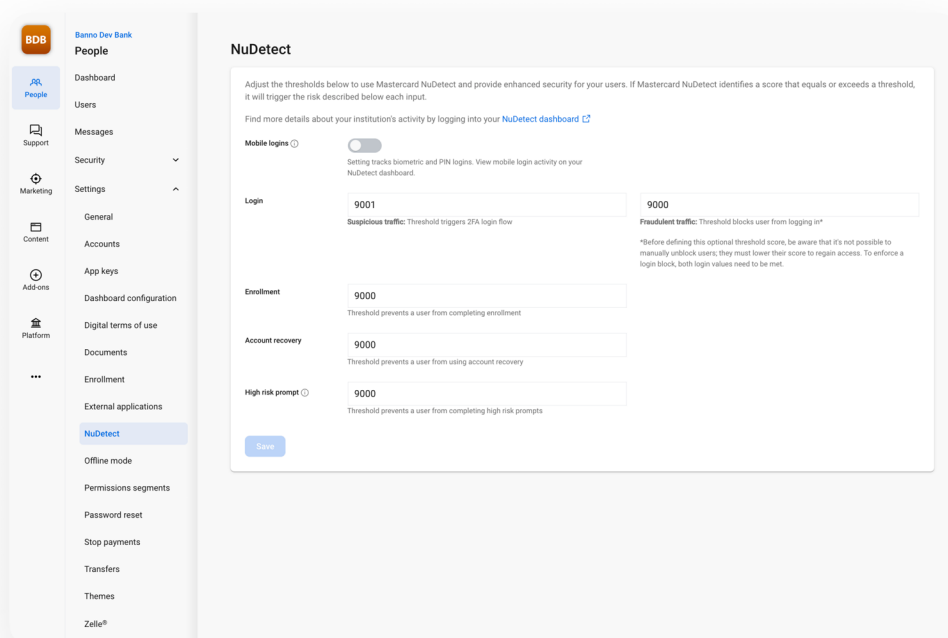 BDB
People
Support
Marketing
Content
Add-ons
Platform
Banno Dev Bank
People
Dashboard
Users
Messages
Security
Settings
General
Accounts
App keys
Dashboard configuration
Digital terms of use
Documents
Enrollment
External applications
NuDetect
Offline mode
Permissions segments
Password reset
Stop payments
Transfers
Themes
Zelle®
NuDetect
Adjust the thresholds below to use Mastercard NuDetect and provide enhanced security for your users. If Mastercard NuDetect identifies a score that equals or exceeds a threshold,
it will trigger the risk described below each input.
Find more details about your institution's activity by logging into your NuDetect dashboard
Mobile logins
Setting tracks biometric and PIN logins. View mobile login activity on your
NuDetect dashboard.
Login
9001
Suspicious traffic: Threshold triggers 2FA login flow
9000
Fraudulent traffic: Threshold blocks user from logging in*
*Before defining this optional threshold score, be aware that it's not possible to
manually unblock users; they must lower their score to regain access. To enforce a
login block, both login values need to be met.
Enrollment
9000
Threshold prevents a user from completing enrollment
Account recovery
9000
Threshold prevents a user from using account recovery
High risk prompt
9000
Threshold prevents a user from completing high risk prompts
Save